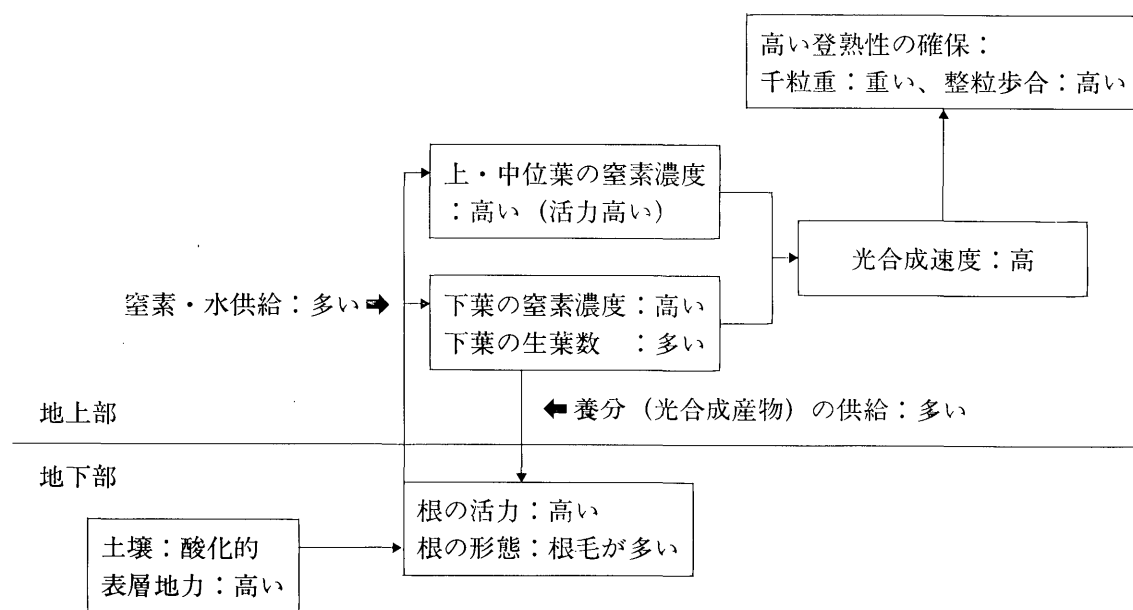 高い登熟性の確保：
千粒重：重い、整粒歩合：高い
上・中位葉の窒素濃度
：高い（活力高い）
光合成速度：高
窒素・水供給：多い
下葉の窒素濃度：高い
下葉の生葉数　：多い
地上部
養分（光合成産物）の供給：多い
地下部
根の活力：高い
根の形態：根毛が多い
土壌：酸化的
表層地力：高い